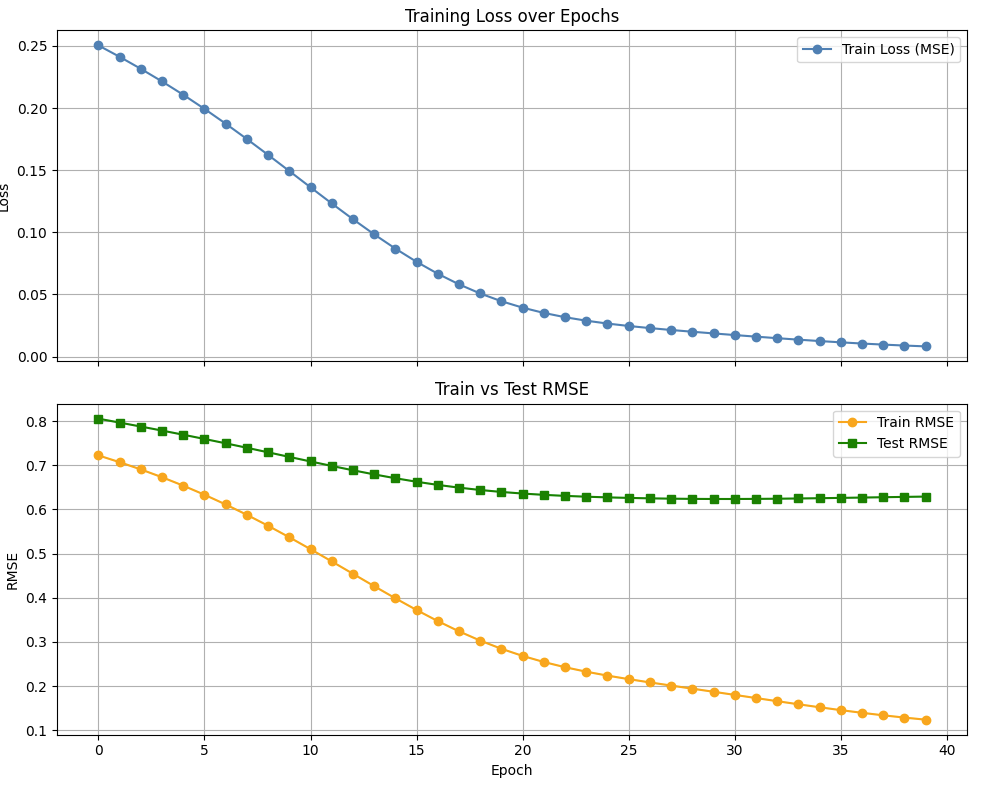 Training Loss over Epochs
Train Loss (MSE)
0.25
0.20
0.15
0.10
0.05
0.00
Loss
Train vs Test RMSE
Train RMSE
Test RMSE
0.8
0.7
0.6
0.5
0.4
0.3
0.2
0.1
RMSE
0 5 10 15 20 25 30 35 40
Epoch